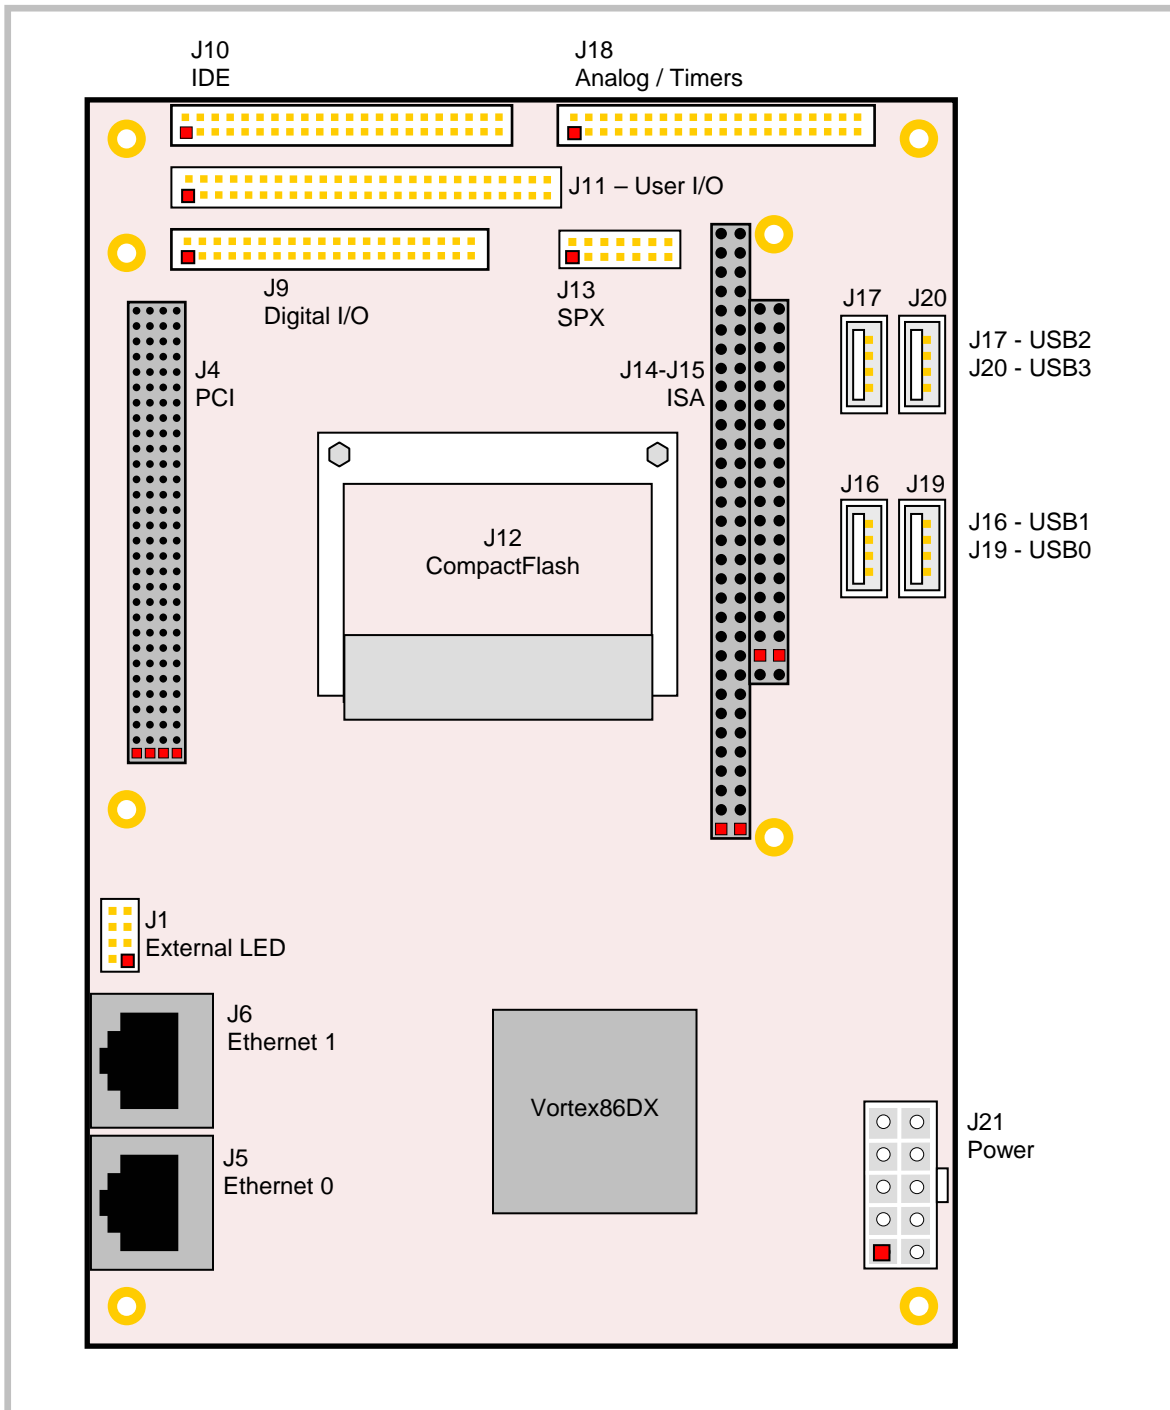 J10
IDE
J18
Analog / Timers
J11 – User I/O
J9
Digital I/O
J13
SPX
J17
J20
J17 - USB2
J20 - USB3
J4
PCI
J14-J15
ISA
J16
J19
J16 - USB1
J19 - USB0
J12
CompactFlash
J1
External LED
J6
Ethernet 1
Vortex86DX
J21
Power
J5
Ethernet 0